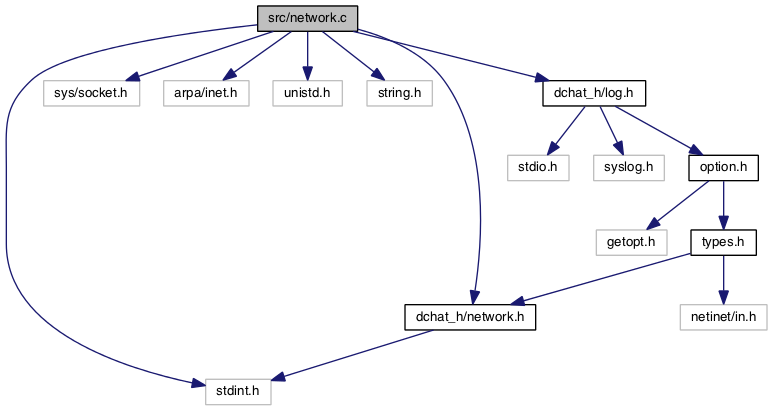 src/network.c
sys/socket.h
arpa/inet.h
unistd.h
string.h
dchat_h/log.h
stdio.h
syslog.h
option.h
getopt.h
types.h
dchat_h/network.h
netinet/in.h
stdint.h